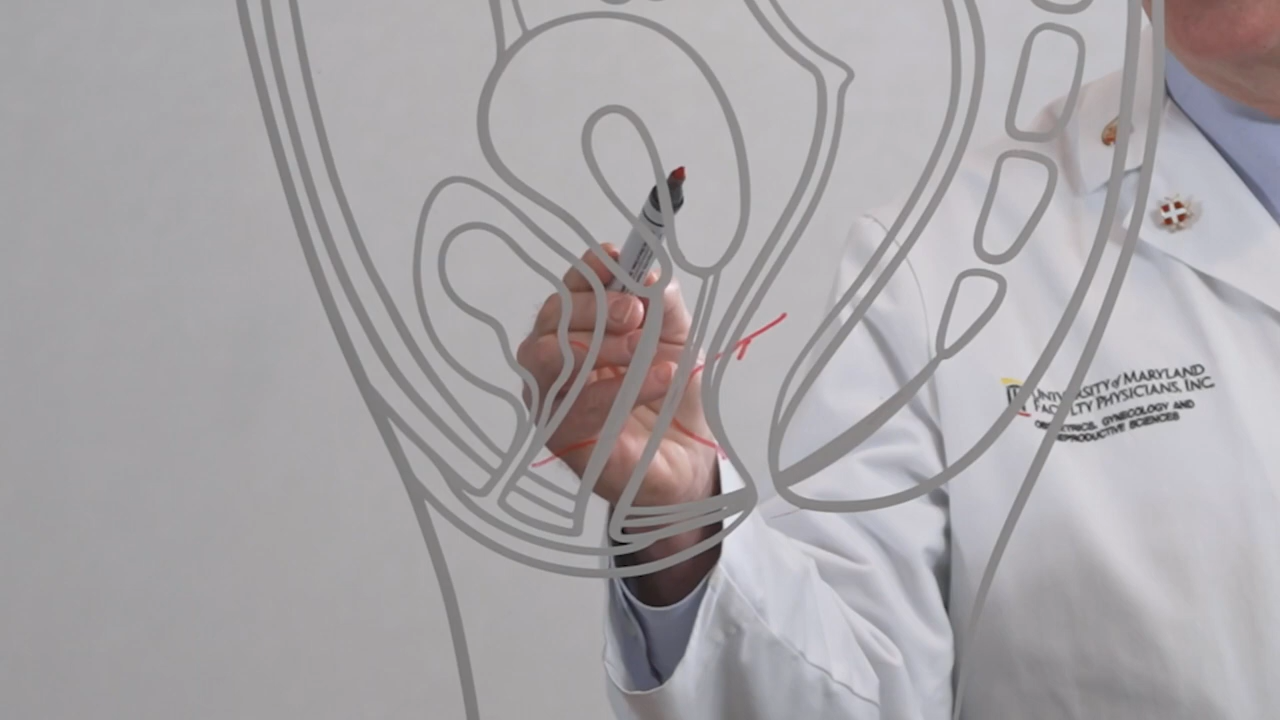 UNIVERSITY of MARYLAND
FACULTY PHYSICIANS, INC
OBSTETRICS, GYNECOLOGY AND
REPRODUCTIVE SCIENCES